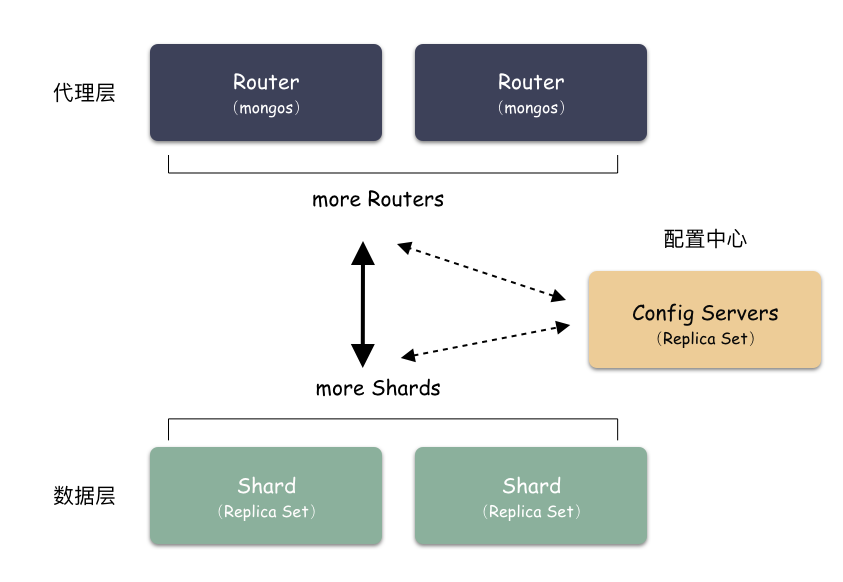 代理层
Router
（mongos）
Router
（mongos）
more Routers
配置中心
Config Servers
（Replica Set）
more Shards
数据层
Shard
（Replica Set）
Shard
（Replica Set）